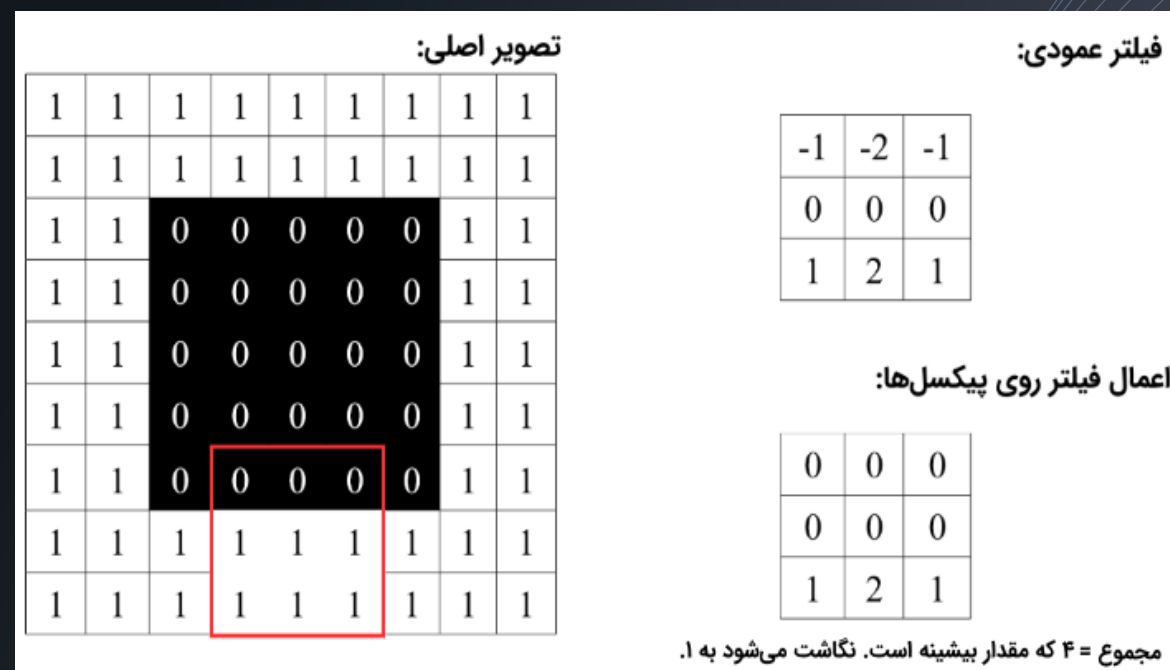 تصویر اصلی:
1 1 1 1 1 1 1 1 1
1 1 1 1 1 1 1 1 1
1 1 0 0 0 0 0 1 1
1 1 0 0 0 0 0 1 1
1 1 0 0 0 0 0 1 1
1 1 0 0 0 0 0 1 1
1 1 0 0 0 0 0 1 1
1 1 1 1 1 1 1 1 1
1 1 1 1 1 1 1 1 1
فیلتر عمودی:
-1 -2 -1
0 0 0
1 2 1
اعمال فیلتر روی پیکسل‌ها:
0 0 0
0 0 0
1 2 1
مجموع = ۴ که مقدار بیشینه است. نگاشت می‌شود به ۱.